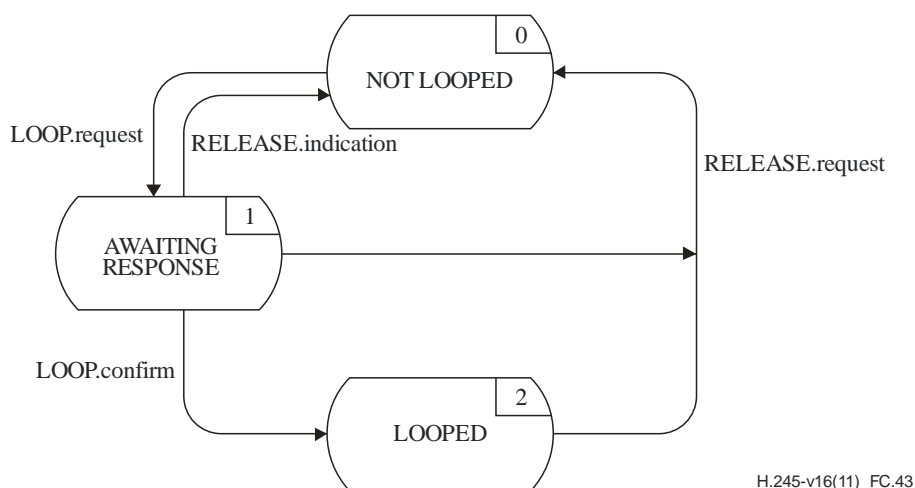 0
NOT LOOPED
LOOP.request
RELEASE.indication
RELEASE.request
1
AWAITING
RESPONSE
LOOP.confirm
2
LOOPED
H.245-v16(11)_FC.43